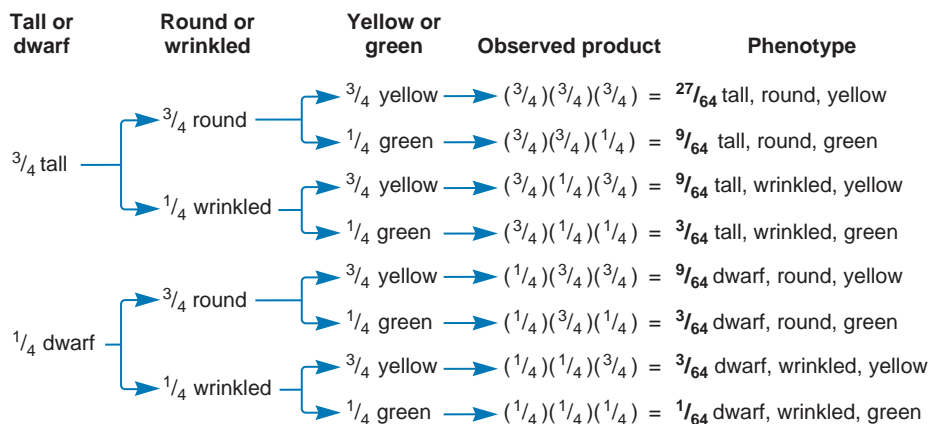 Tall or dwarf Round or wrinkled Yellow or green Observed product Phenotype
3/4 yellow (3/4)(3/4)(3/4) = 27/64 tall, round, yellow
3/4 round
1/4 green (3/4)(3/4)(1/4) = 9/64 tall, round, green
3/4 tall
3/4 yellow (3/4)(1/4)(3/4) = 9/64 tall, wrinkled, yellow
1/4 wrinkled
1/4 green (3/4)(1/4)(1/4) = 3/64 tall, wrinkled, green
3/4 yellow (1/4)(3/4)(3/4) = 9/64 dwarf, round, yellow
3/4 round
1/4 green (1/4)(3/4)(1/4) = 3/64 dwarf, round, green
1/4 dwarf
3/4 yellow (1/4)(1/4)(3/4) = 3/64 dwarf, wrinkled, yellow
1/4 wrinkled
1/4 green (1/4)(1/4)(1/4) = 1/64 dwarf, wrinkled, green